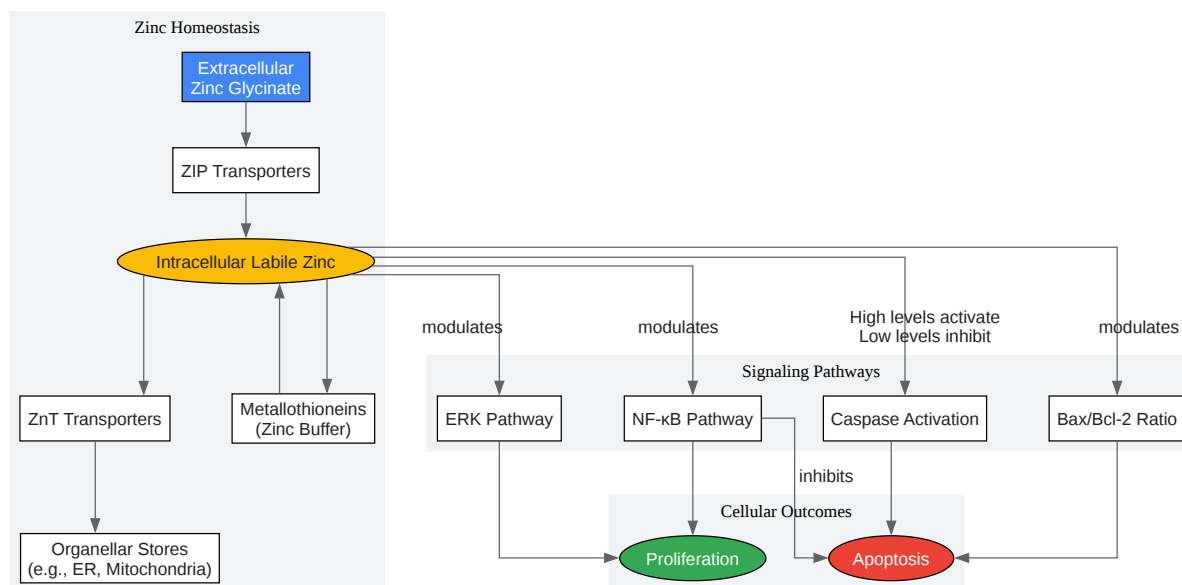 Zinc Homeostasis
Extracellular
Zinc Glycinate
ZIP Transporters
Intracellular Labile Zinc
modulates
modulates
High levels activate
Low levels inhibit
modulates
Signaling Pathways
ZnT Transporters
Metallothioneins
(Zinc Buffer)
ERK Pathway
NF-κB Pathway
Caspase Activation
Bax/Bcl-2 Ratio
inhibits
Cellular Outcomes
Organellar Stores
(e.g., ER, Mitochondria)
Proliferation
Apoptosis